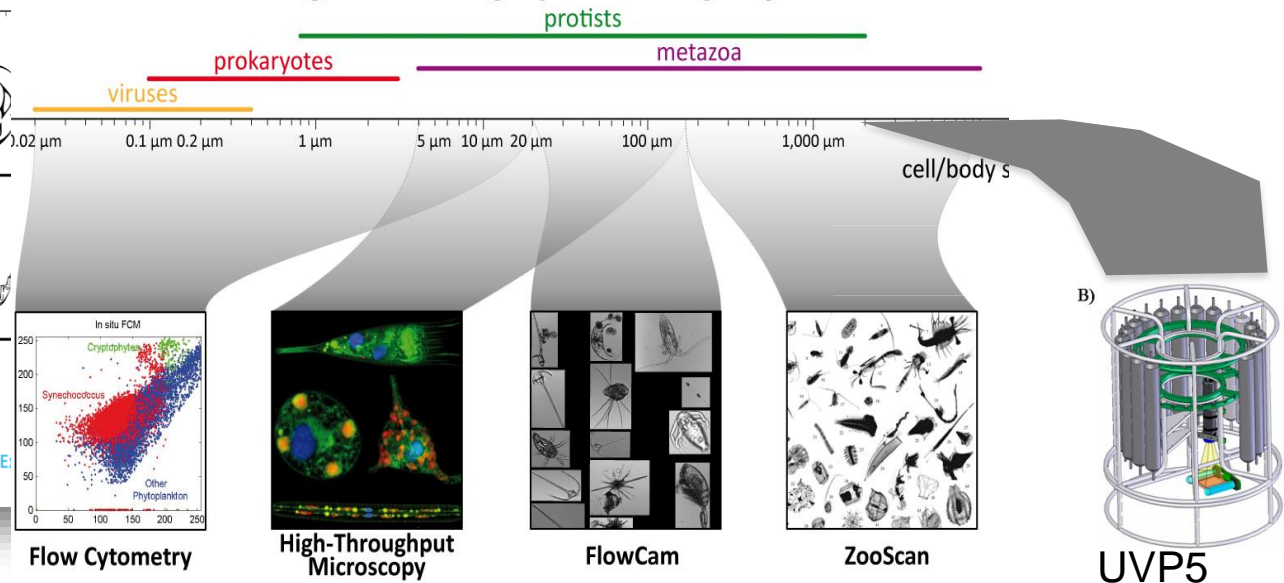 protists
metazoa
prokaryotes
viruses
0.02 µm 0.1 µm 0.2 µm 1 µm 5 µm 10 µm 20 µm 100 µm 1,000 µm
cell/body s
B)
In situ FCM
Cryptophytes
Synechococcus
Other
Phytoplankton
250
200
150
100
50
0
0 50 100 150 200 250
Flow Cytometry
High-Throughput
Microscopy
FlowCam
ZooScan
UVP5